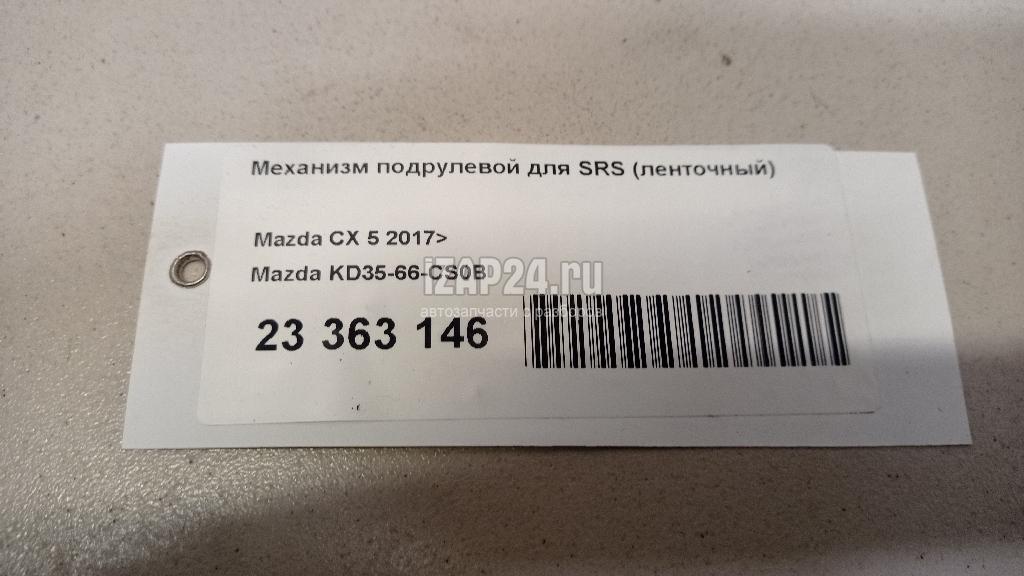 Механизм подрулевой для SRS (ленточный)
Mazda CX 5 2017>
Mazda KD35-66-CS0B
iZAP24.ru
автозапчасти с разборов
23 363 146